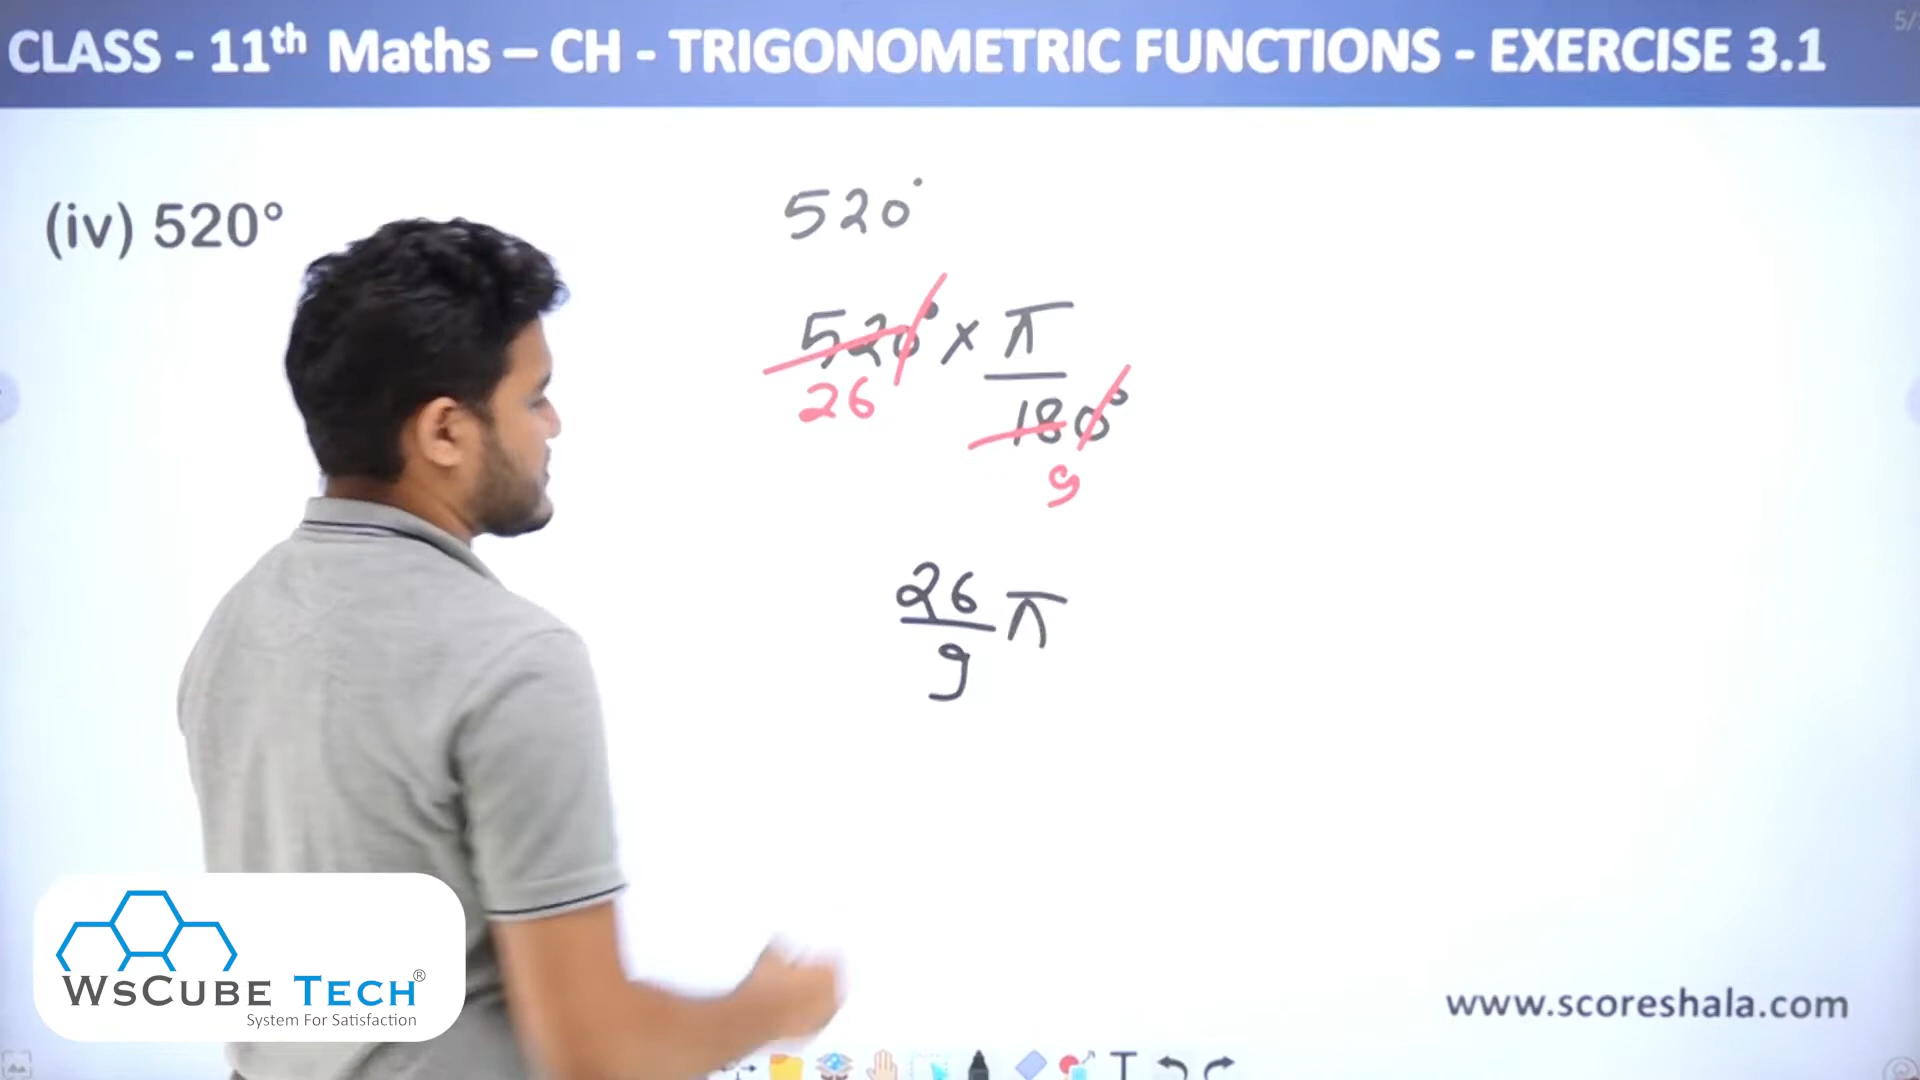 CLASS - 11th Maths – CH - TRIGONOMETRIC FUNCTIONS - EXERCISE 3.1
5/
(iv) 520°
520°
520° × π
26
180°
9
26 π
9
WsCube Tech®
System For Satisfaction
www.scoreshala.com
T